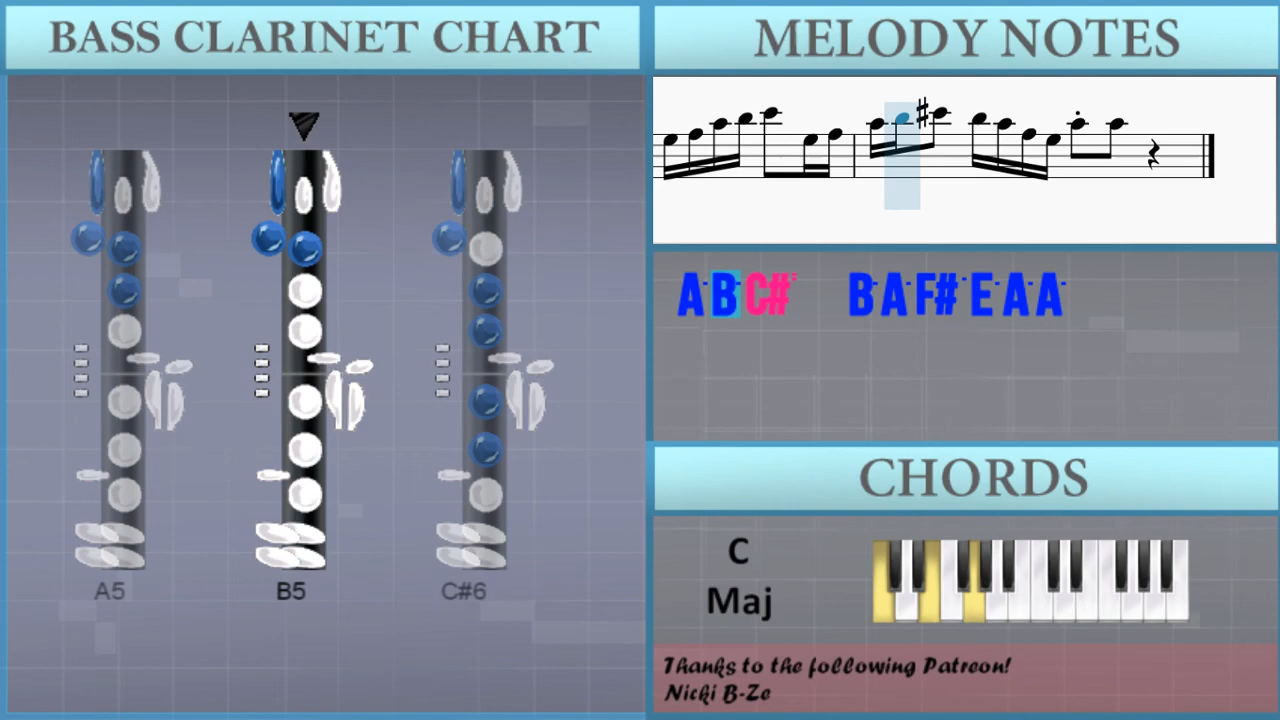 BASS CLARINET CHART
A5
B5
C#6
MELODY NOTES
A B C# B A F# E A A
CHORDS
C
Maj
Thanks to the following Patreon!
Nicki B-Ze